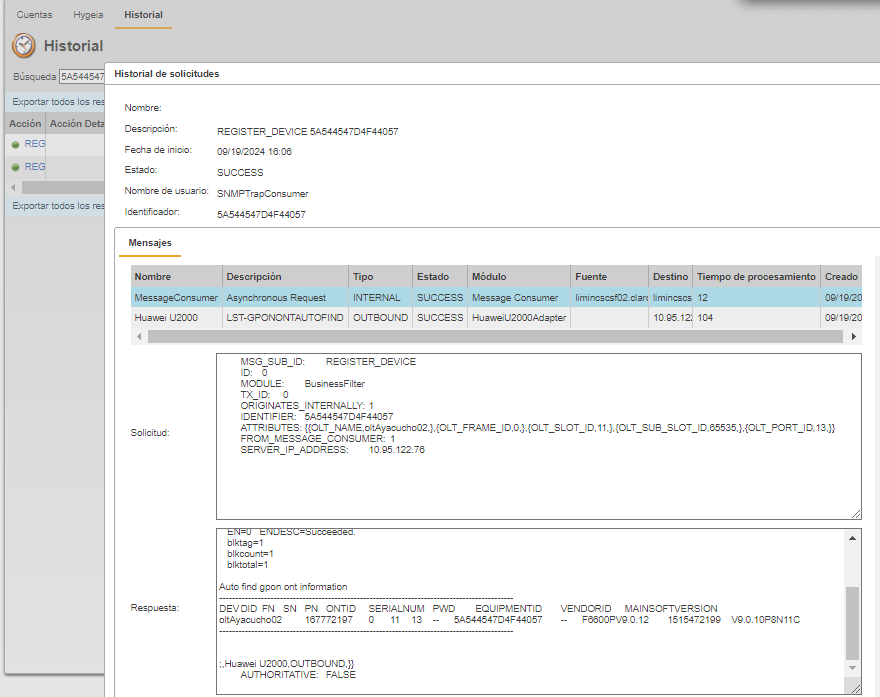 Cuentas Hygeia Historial
Historial
Búsqueda 5A544547
Exportar todos los res
Acción Acción Deta
REG
REG
Exportar todos los res
Historial de solicitudes
Nombre:
Descripción: REGISTER_DEVICE 5A544547D4F44057
Fecha de inicio: 09/19/2024 16:06
Estado: SUCCESS
Nombre de usuario: SNMPTrapConsumer
Identificador: 5A544547D4F44057
Mensajes
Nombre Descripción Tipo Estado Módulo Fuente Destino Tiempo de procesamiento Creado
MessageConsumer Asynchronous Request INTERNAL SUCCESS Message Consumer limincscsf02.clar limincscs 12 09/19/20
Huawei U2000 LST-GPONONTAUTOFIND OUTBOUND SUCCESS HuaweiU2000Adapter 10.95.122 104 09/19/20
Solicitud:
MSG_SUB_ID: REGISTER_DEVICE
ID: 0
MODULE: BusinessFilter
TX_ID: 0
ORIGINATES_INTERNALLY: 1
IDENTIFIER: 5A544547D4F44057
ATTRIBUTES: {{OLT_NAME,oltAyacucho02,},{OLT_FRAME_ID,0,},{OLT_SLOT_ID,11,},{OLT_SUB_SLOT_ID,65535,},{OLT_PORT_ID,13,}}
FROM_MESSAGE_CONSUMER: 1
SERVER_IP_ADDRESS: 10.95.122.76
Respuesta:
EN=0 ENDESC=Succeeded.
blktag=1
blkcount=1
blktotal=1
Auto find gpon ont information
--------------------------------------------------------------------------------------------------
DEV DID FN SN PN ONTID SERIALNUM PWD EQUIPMENTID VENDORID MAINSOFTVERSION
oltAyacucho02 167772197 0 11 13 -- 5A544547D4F44057 -- F6600PV9.0.12 1515472199 V9.0.10P8N11C
--------------------------------------------------------------------------------------------------
;,Huawei U2000,OUTBOUND,}}
AUTHORITATIVE: FALSE